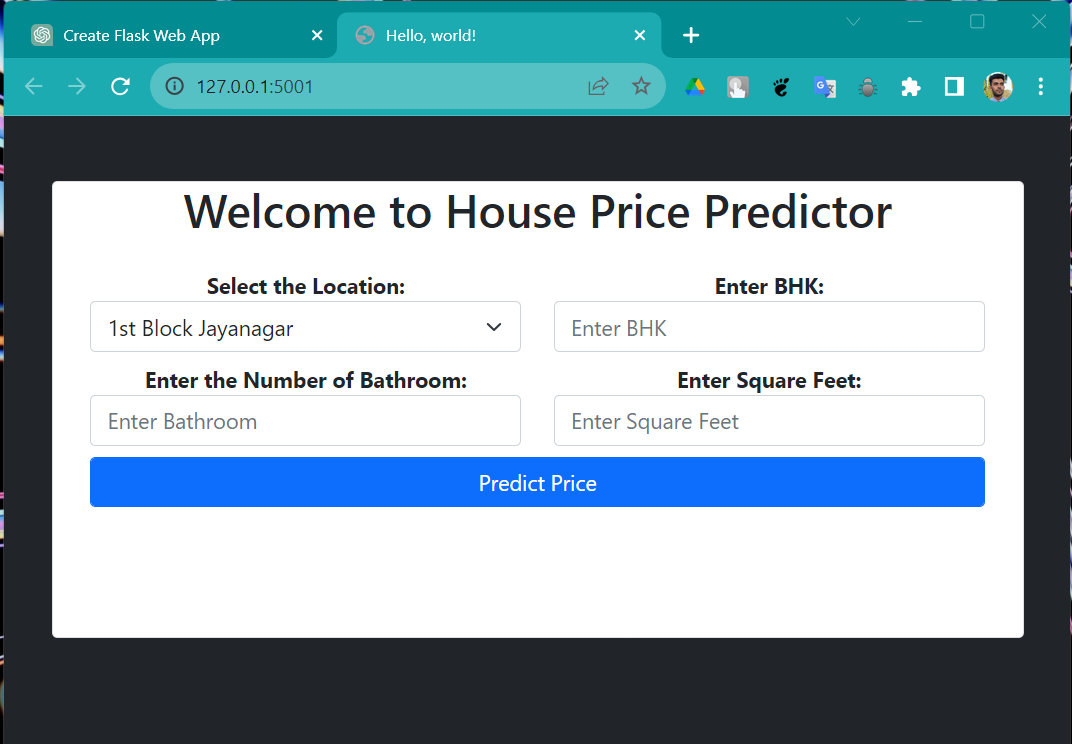 Create Flask Web App
Hello, world!
127.0.0.1:5001
Welcome to House Price Predictor
Select the Location:
Enter BHK:
1st Block Jayanagar
Enter BHK
Enter the Number of Bathroom:
Enter Square Feet:
Enter Bathroom
Enter Square Feet
Predict Price